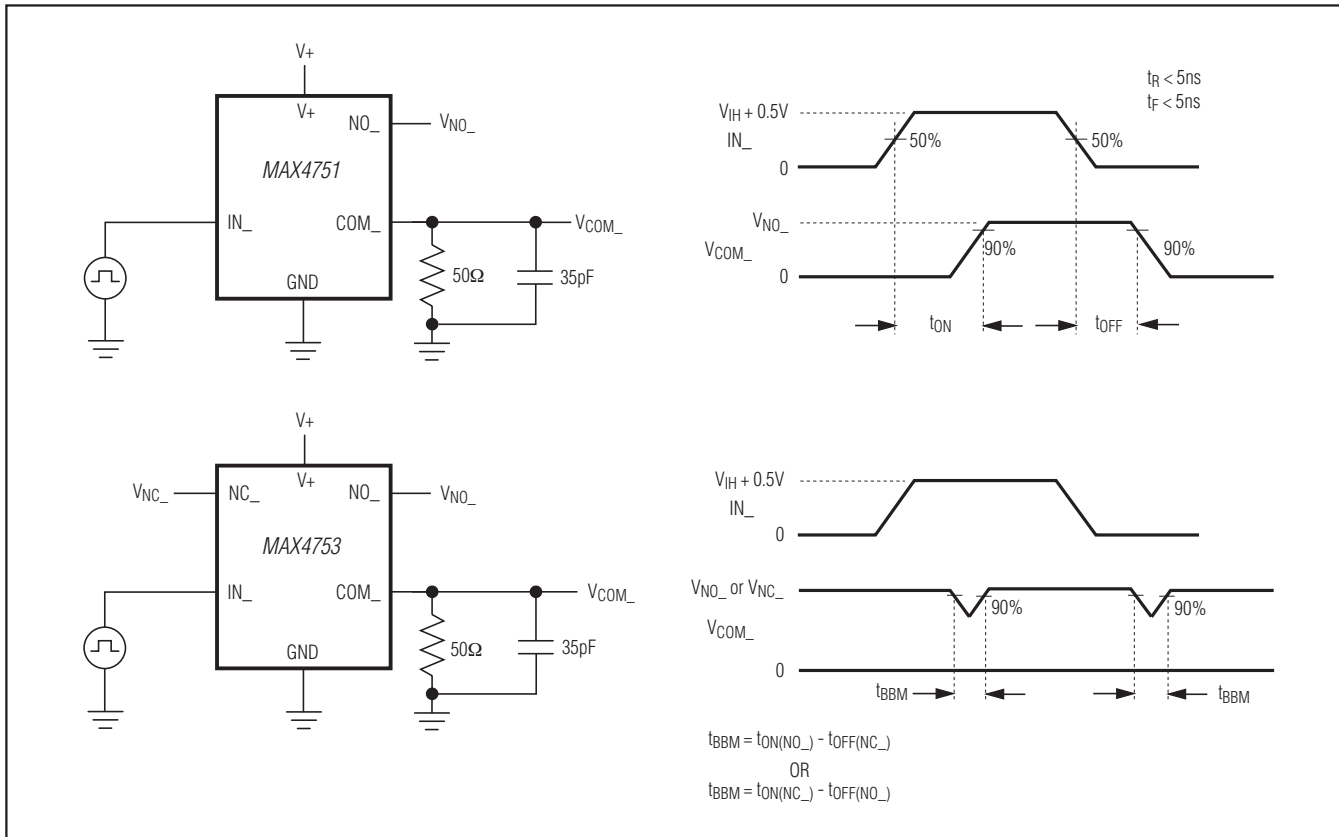 V+
V+
NO_
V_NO_
MAX4751
IN_
COM_
V_COM_
50Ω
35pF
GND
t_R < 5ns
t_F < 5ns
V_IH + 0.5V
IN_
50%
50%
0
V_NO_
90%
90%
V_COM_
0
t_ON
t_OFF
V+
V_NC_
NC_
V+
NO_
V_NO_
MAX4753
IN_
COM_
V_COM_
50Ω
35pF
GND
V_IH + 0.5V
IN_
0
V_NO_ or V_NC_
90%
90%
V_COM_
0
t_BBM
t_BBM
t_BBM = t_ON(NO_) - t_OFF(NC_)
OR
t_BBM = t_ON(NC_) - t_OFF(NO_)